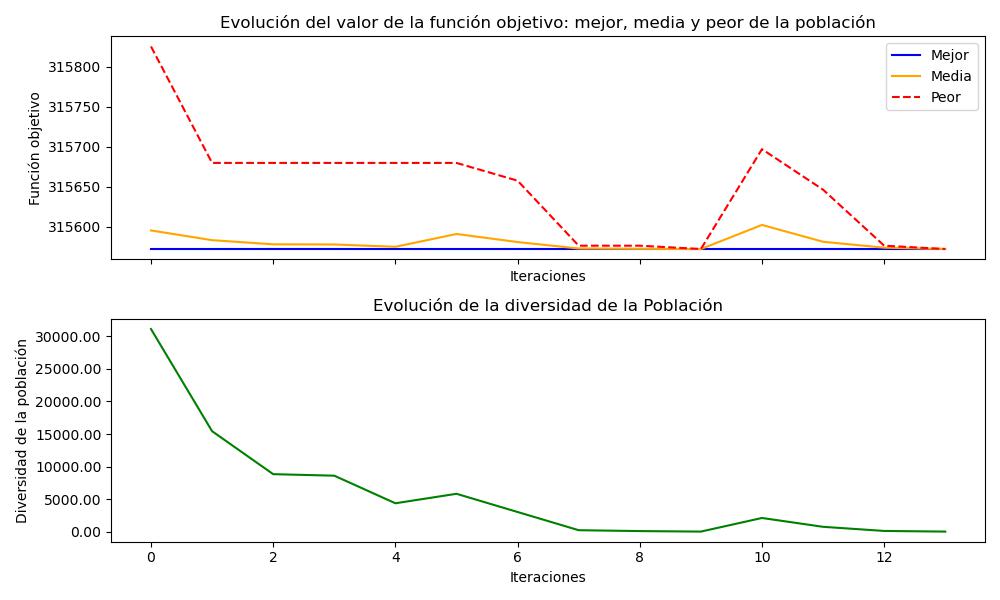 Evolución del valor de la función objetivo: mejor, media y peor de la población
Función objetivo
315800
315750
315700
315650
315600
Mejor
Media
Peor
Iteraciones
Evolución de la diversidad de la Población
Diversidad de la población
30000.00
25000.00
20000.00
15000.00
10000.00
5000.00
0.00
0 2 4 6 8 10 12
Iteraciones